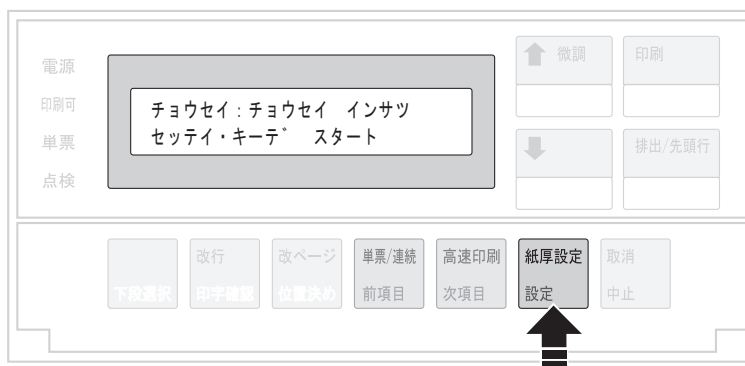 電源
印刷可
単票
点検
チョウセイ:チョウセイ インサツ
セッテイ・キーデ スタート
微調
印刷
排出/先頭行
改行
改ページ
単票/連続
高速印刷
紙厚設定
取消
下段選択
印字確認
位置決め
前項目
次項目
設定
中止